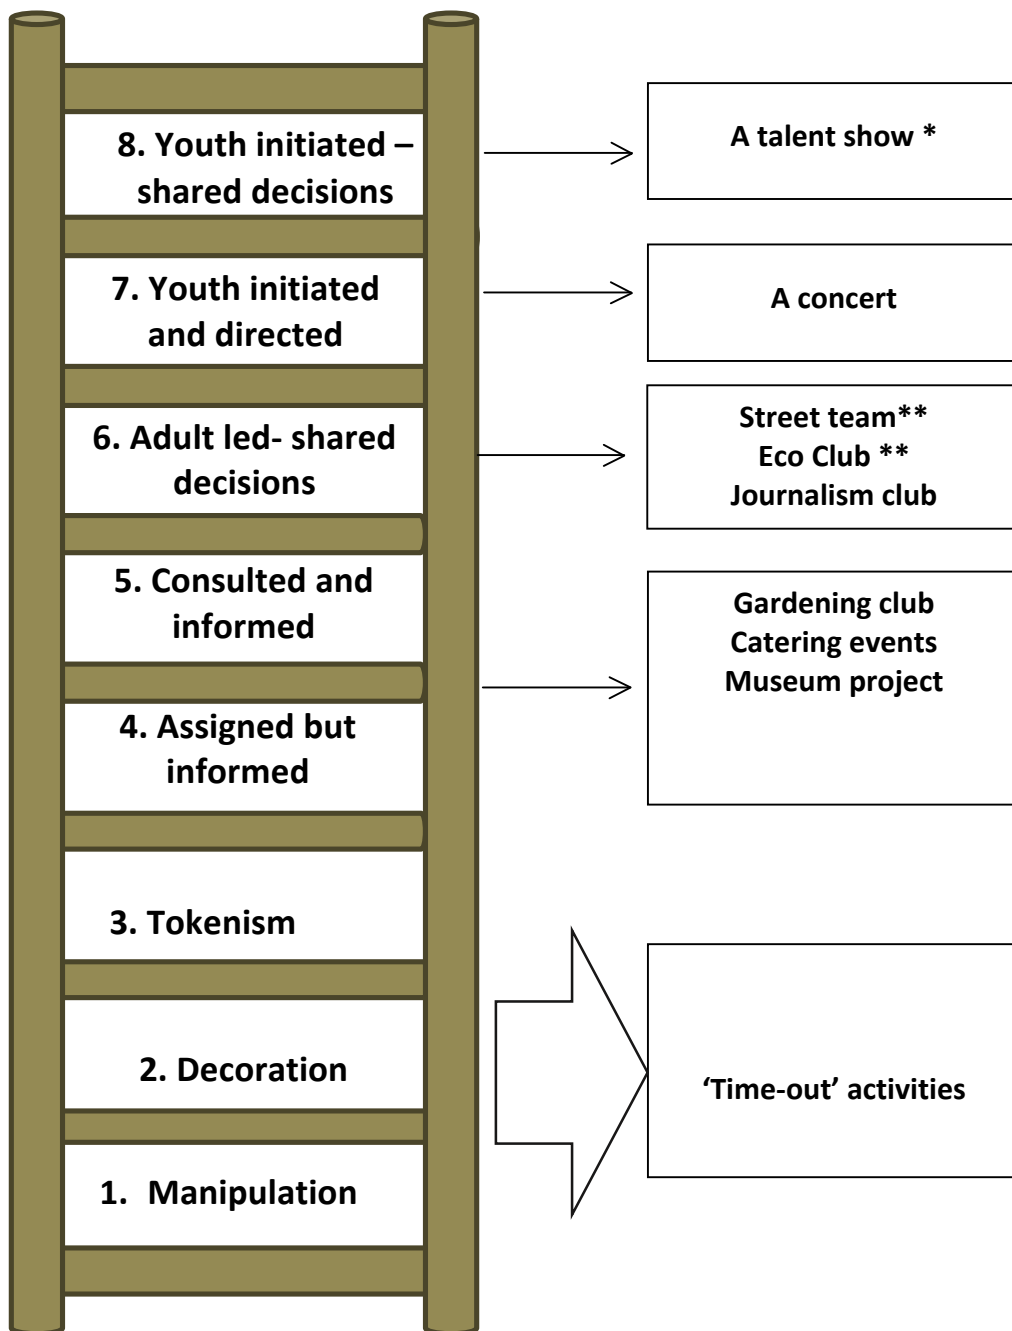 8. Youth initiated –
shared decisions
A talent show *
7. Youth initiated
and directed
A concert
6. Adult led- shared
decisions
Street team**
Eco Club **
Journalism club
5. Consulted and
informed
4. Assigned but
informed
Gardening club
Catering events
Museum project
3. Tokenism
2. Decoration
1. Manipulation
‘Time-out’ activities